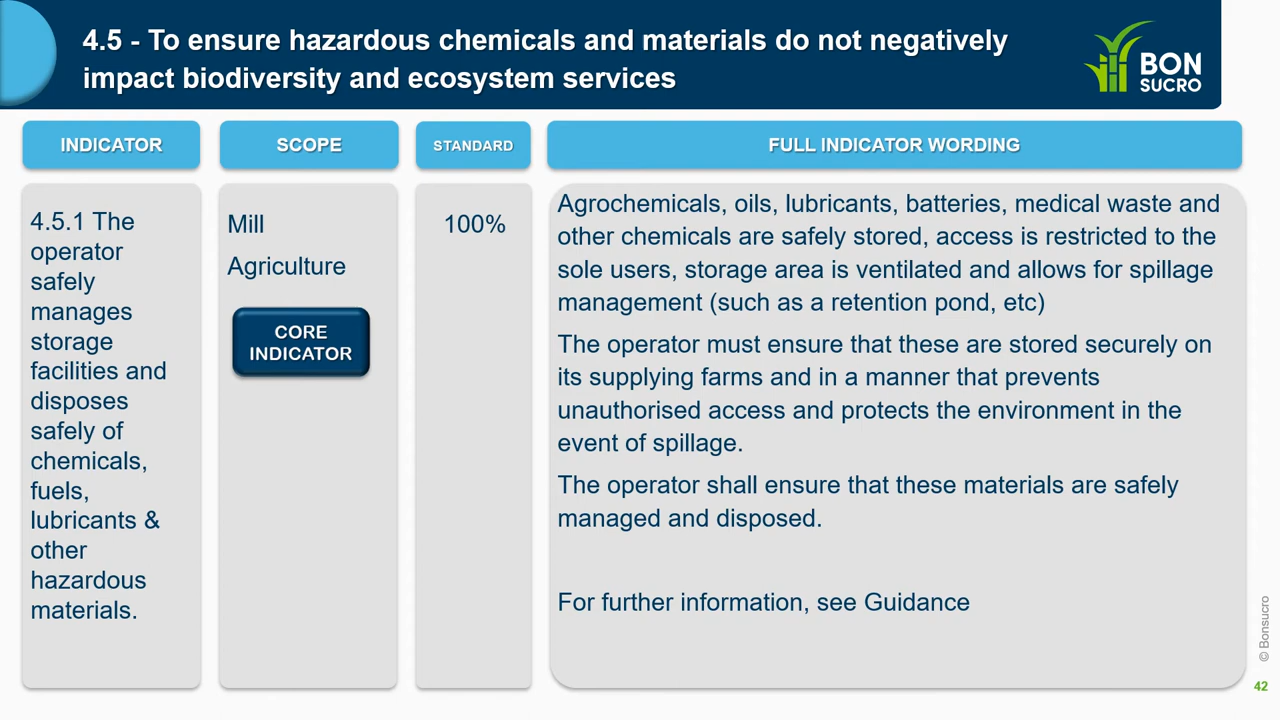 4.5 - To ensure hazardous chemicals and materials do not negatively
impact biodiversity and ecosystem services
BON
SUCRO
INDICATOR
SCOPE
STANDARD
FULL INDICATOR WORDING
4.5.1 The
operator
safely
manages
storage
facilities and
disposes
safely of
chemicals,
fuels,
lubricants &
other
hazardous
materials.
Mill
Agriculture
CORE
INDICATOR
100%
Agrochemicals, oils, lubricants, batteries, medical waste and
other chemicals are safely stored, access is restricted to the
sole users, storage area is ventilated and allows for spillage
management (such as a retention pond, etc)
The operator must ensure that these are stored securely on
its supplying farms and in a manner that prevents
unauthorised access and protects the environment in the
event of spillage.
The operator shall ensure that these materials are safely
managed and disposed.
For further information, see Guidance
© Bonsucro
42